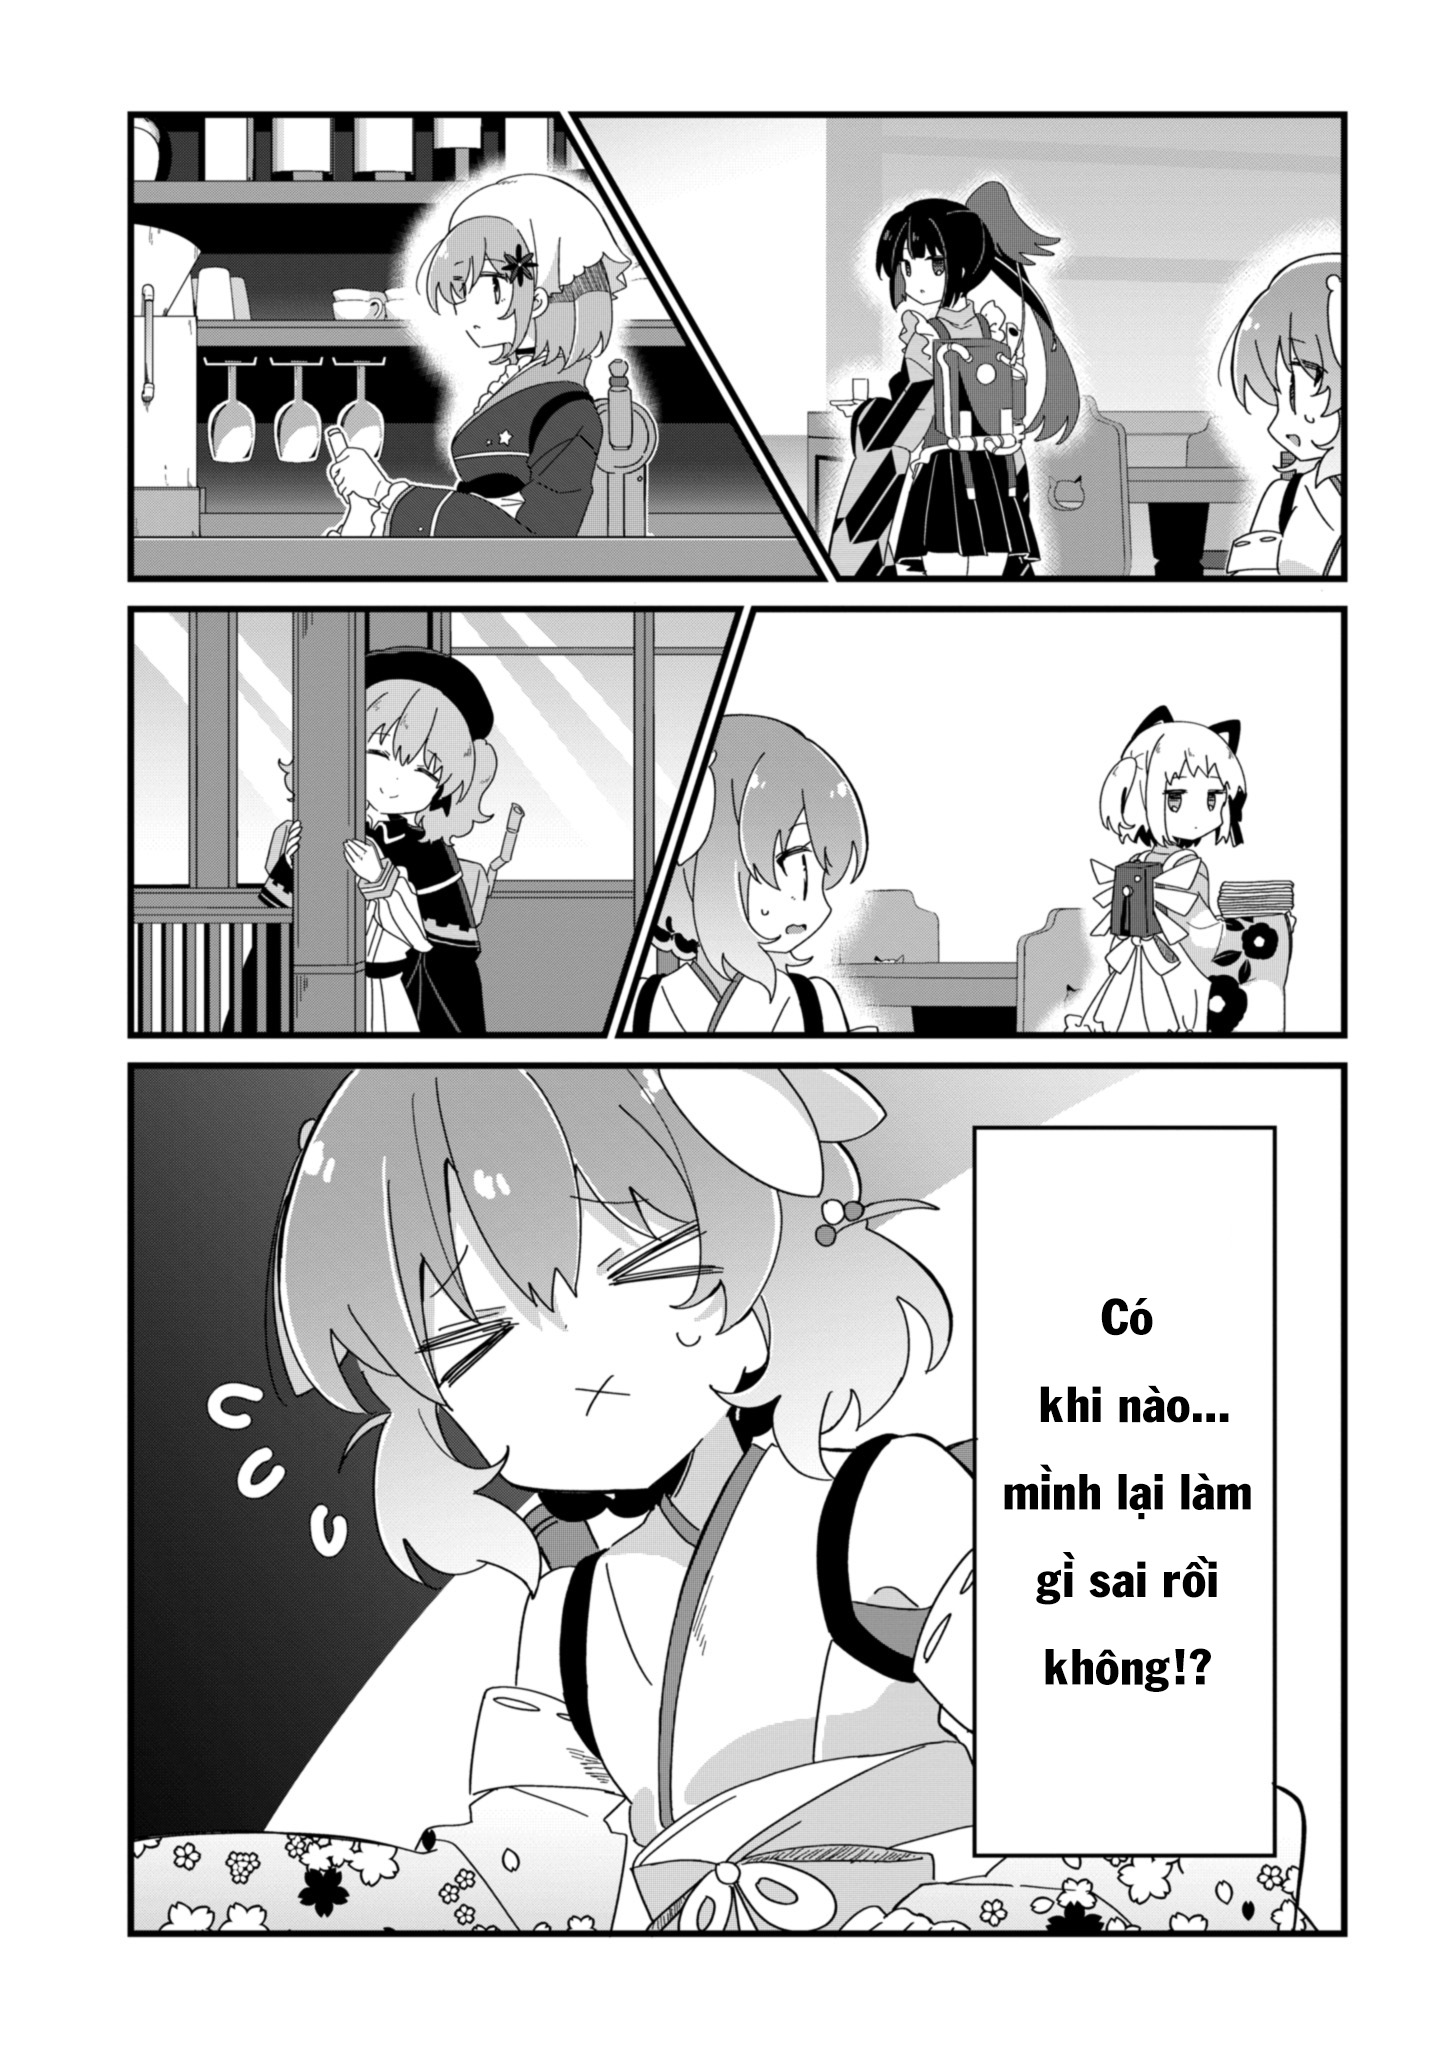 Có
khi nào...
mình lại làm
gì sai rồi
không!?